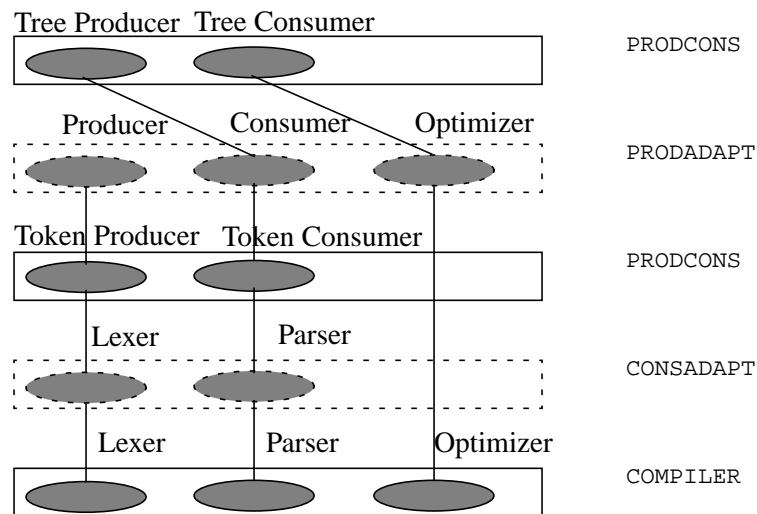 Tree Producer Tree Consumer
PRODCONS
Producer Consumer Optimizer
PRODADAPT
Token Producer Token Consumer
PRODCONS
Lexer Parser
CONSADAPT
Lexer Parser Optimizer
COMPILER